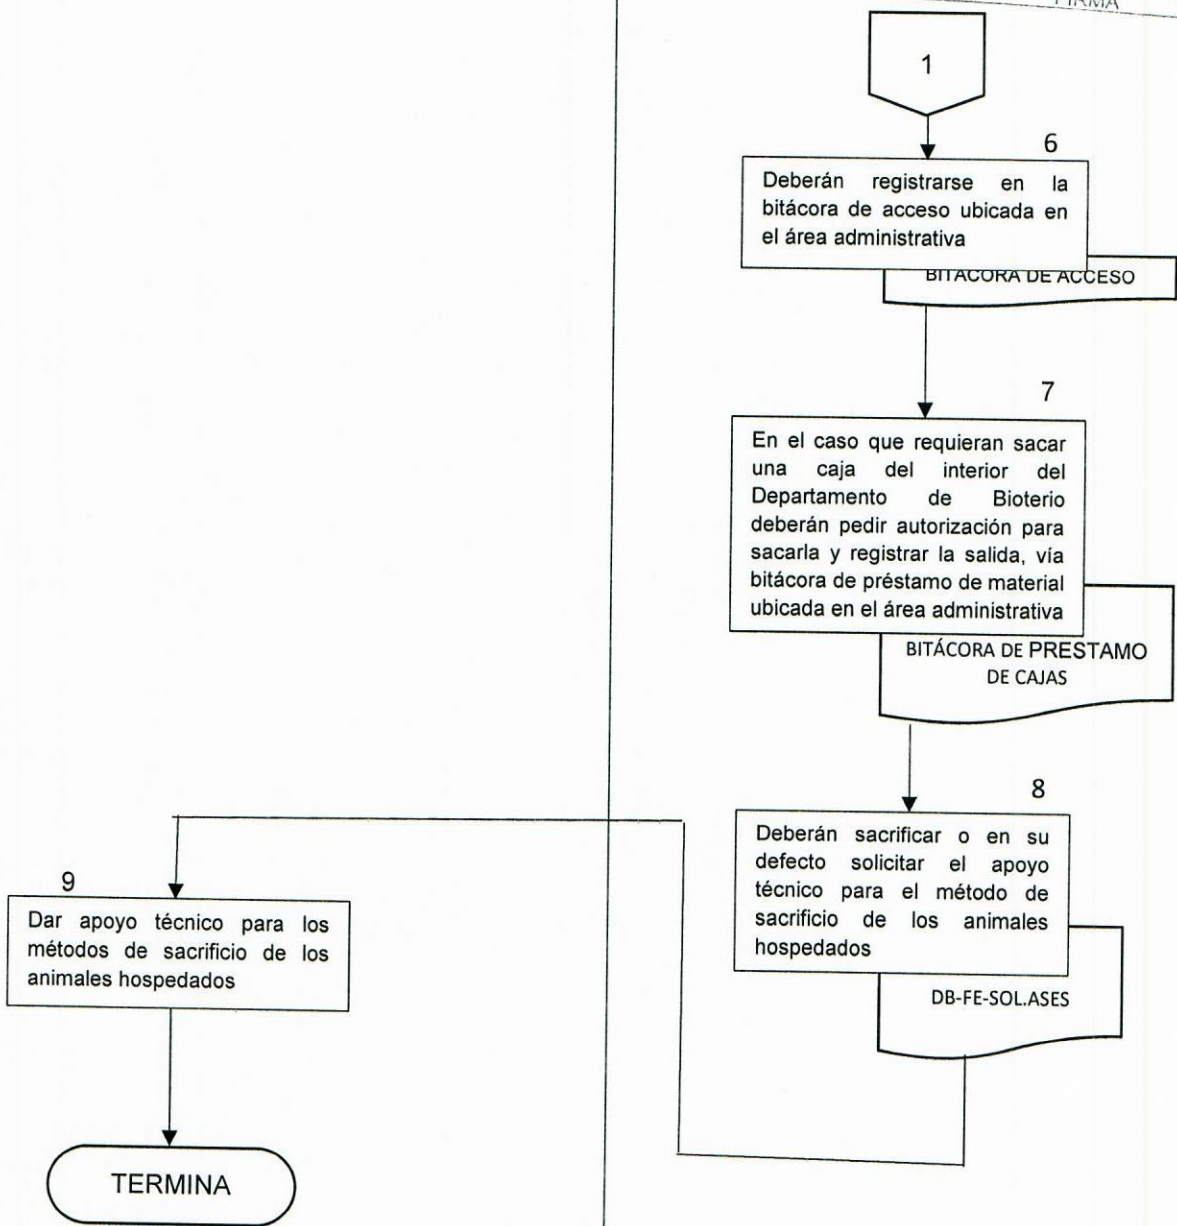 FIRMA
1
6
Deberán registrarse en la
bitácora de acceso ubicada en
el área administrativa
BITACORA DE ACCESO
7
En el caso que requieran sacar
una caja del interior del
Departamento de Bioterio
deberán pedir autorización para
sacarla y registrar la salida, vía
bitácora de préstamo de material
ubicada en el área administrativa
BITÁCORA DE PRESTAMO
DE CAJAS
8
Deberán sacrificar o en su
defecto solicitar el apoyo
técnico para el método de
sacrificio de los animales
hospedados
DB-FE-SOL.ASES
9
Dar apoyo técnico para los
métodos de sacrificio de los
animales hospedados
TERMINA